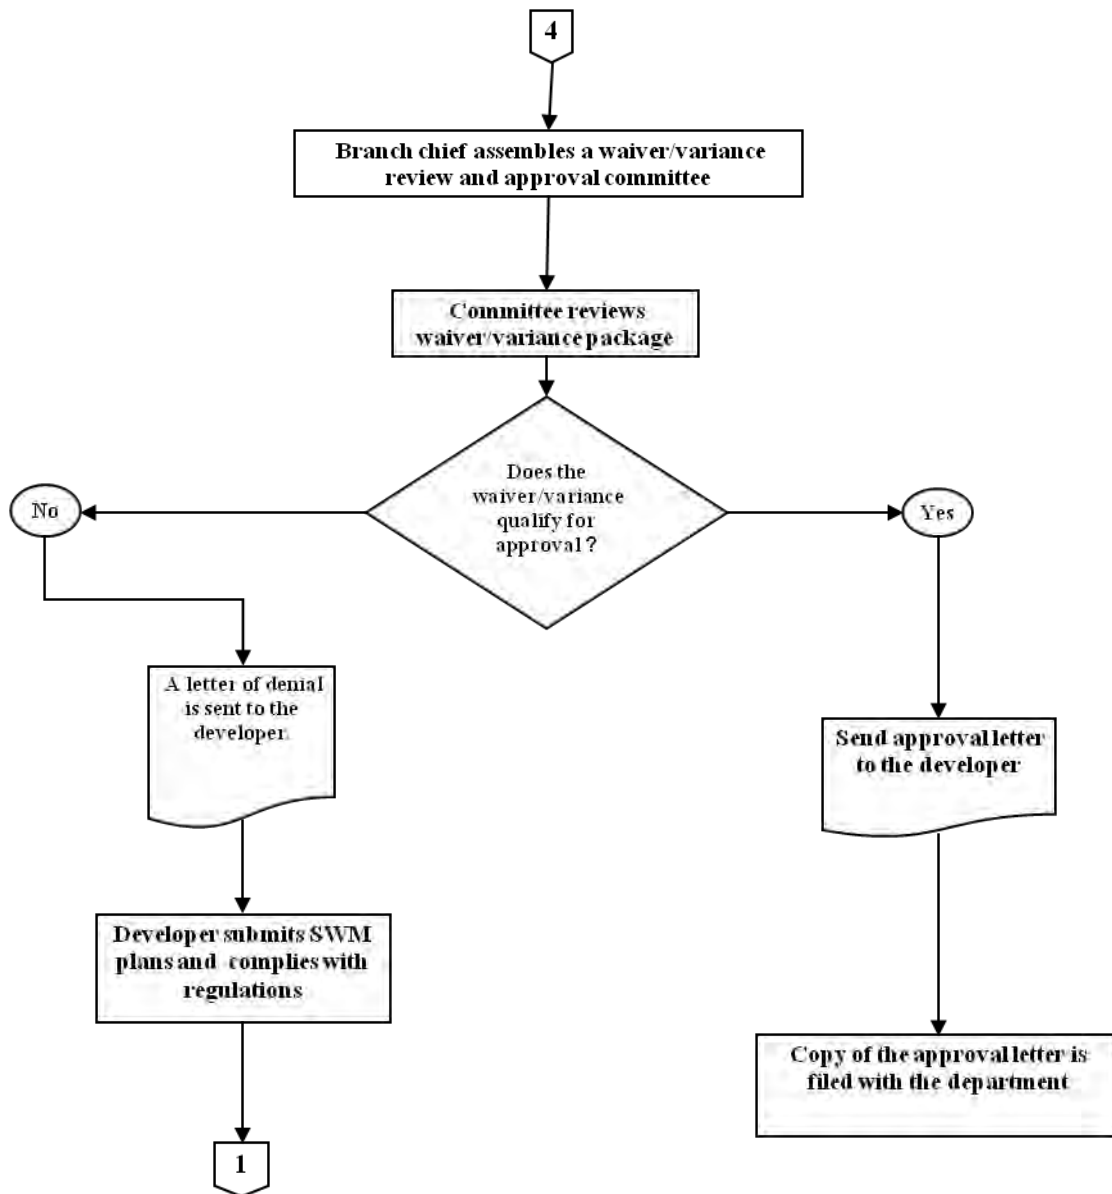 4
Branch chief assembles a waiver/variance
review and approval committee
Committee reviews
waiver/variance package
Does the
waiver/variance
qualify for
approval?
No
Yes
A letter of denial
is sent to the
developer
Send approval letter
to the developer
Developer submits SWM
plans and complies with
regulations
Copy of the approval letter is
filed with the department
1